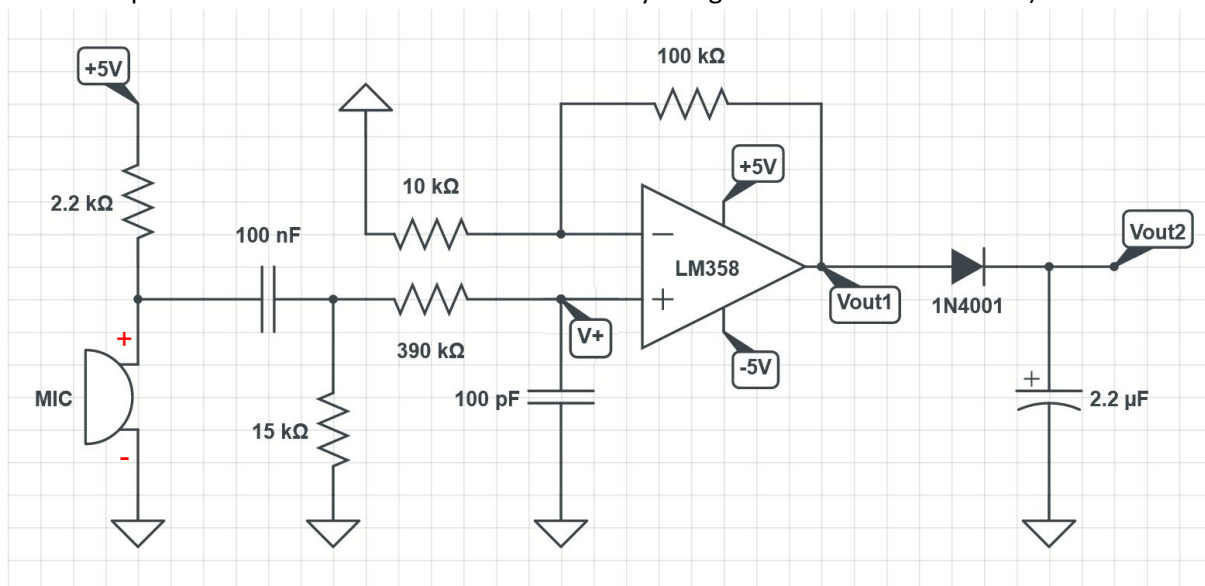 100 kΩ
+5V
+5V
10 kΩ
2.2 kΩ
100 nF
Vout2
LM358
Vout1
1N4001
+
390 kΩ
V+
-5V
+
MIC
100 pF
2.2 μF
15 kΩ
-